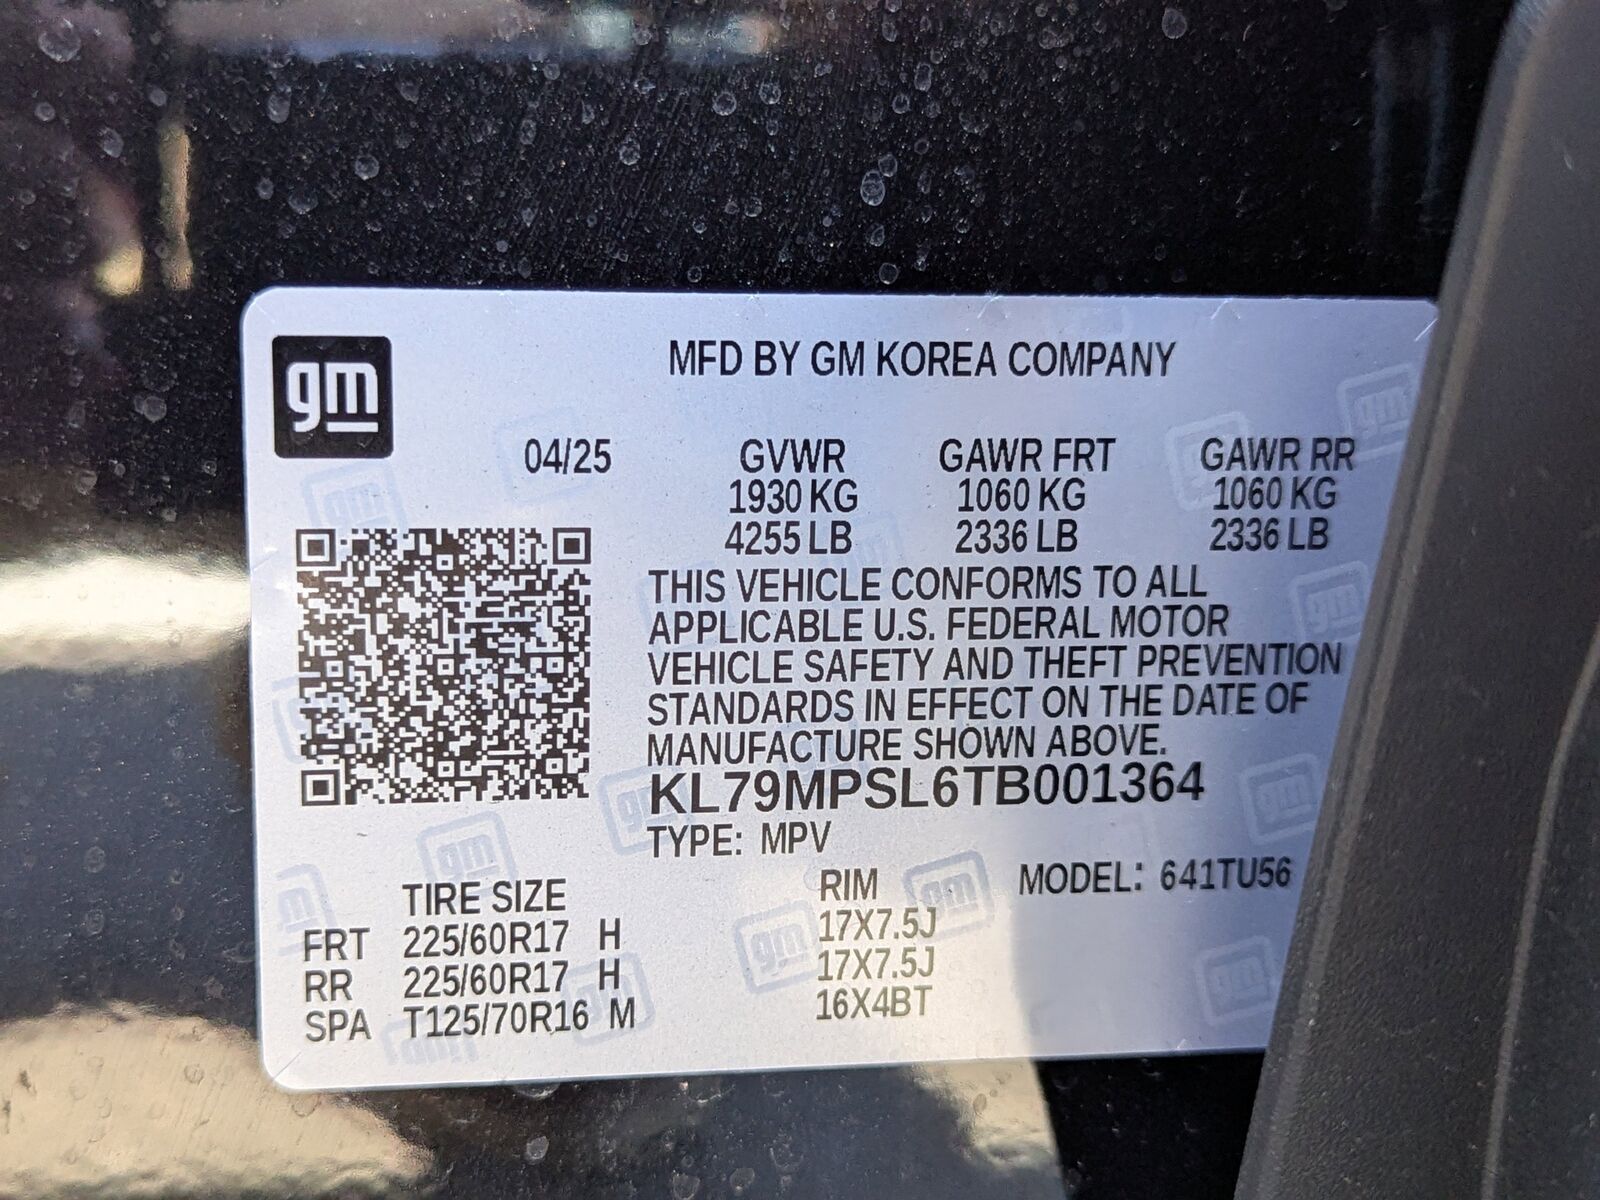 gm
MFD BY GM KOREA COMPANY
04/25 GVWR GAWR FRT GAWR RR
1930 KG 1060 KG 1060 KG
4255 LB 2336 LB 2336 LB
THIS VEHICLE CONFORMS TO ALL
APPLICABLE U.S. FEDERAL MOTOR
VEHICLE SAFETY AND THEFT PREVENTION
STANDARDS IN EFFECT ON THE DATE OF
MANUFACTURE SHOWN ABOVE.
KL79MPSL6TB001364
TYPE: MPV
TIRE SIZE RIM MODEL: 641TU56
FRT 225/60R17 H 17X7.5J
RR 225/60R17 H 17X7.5J
SPA T125/70R16 M 16X4BT